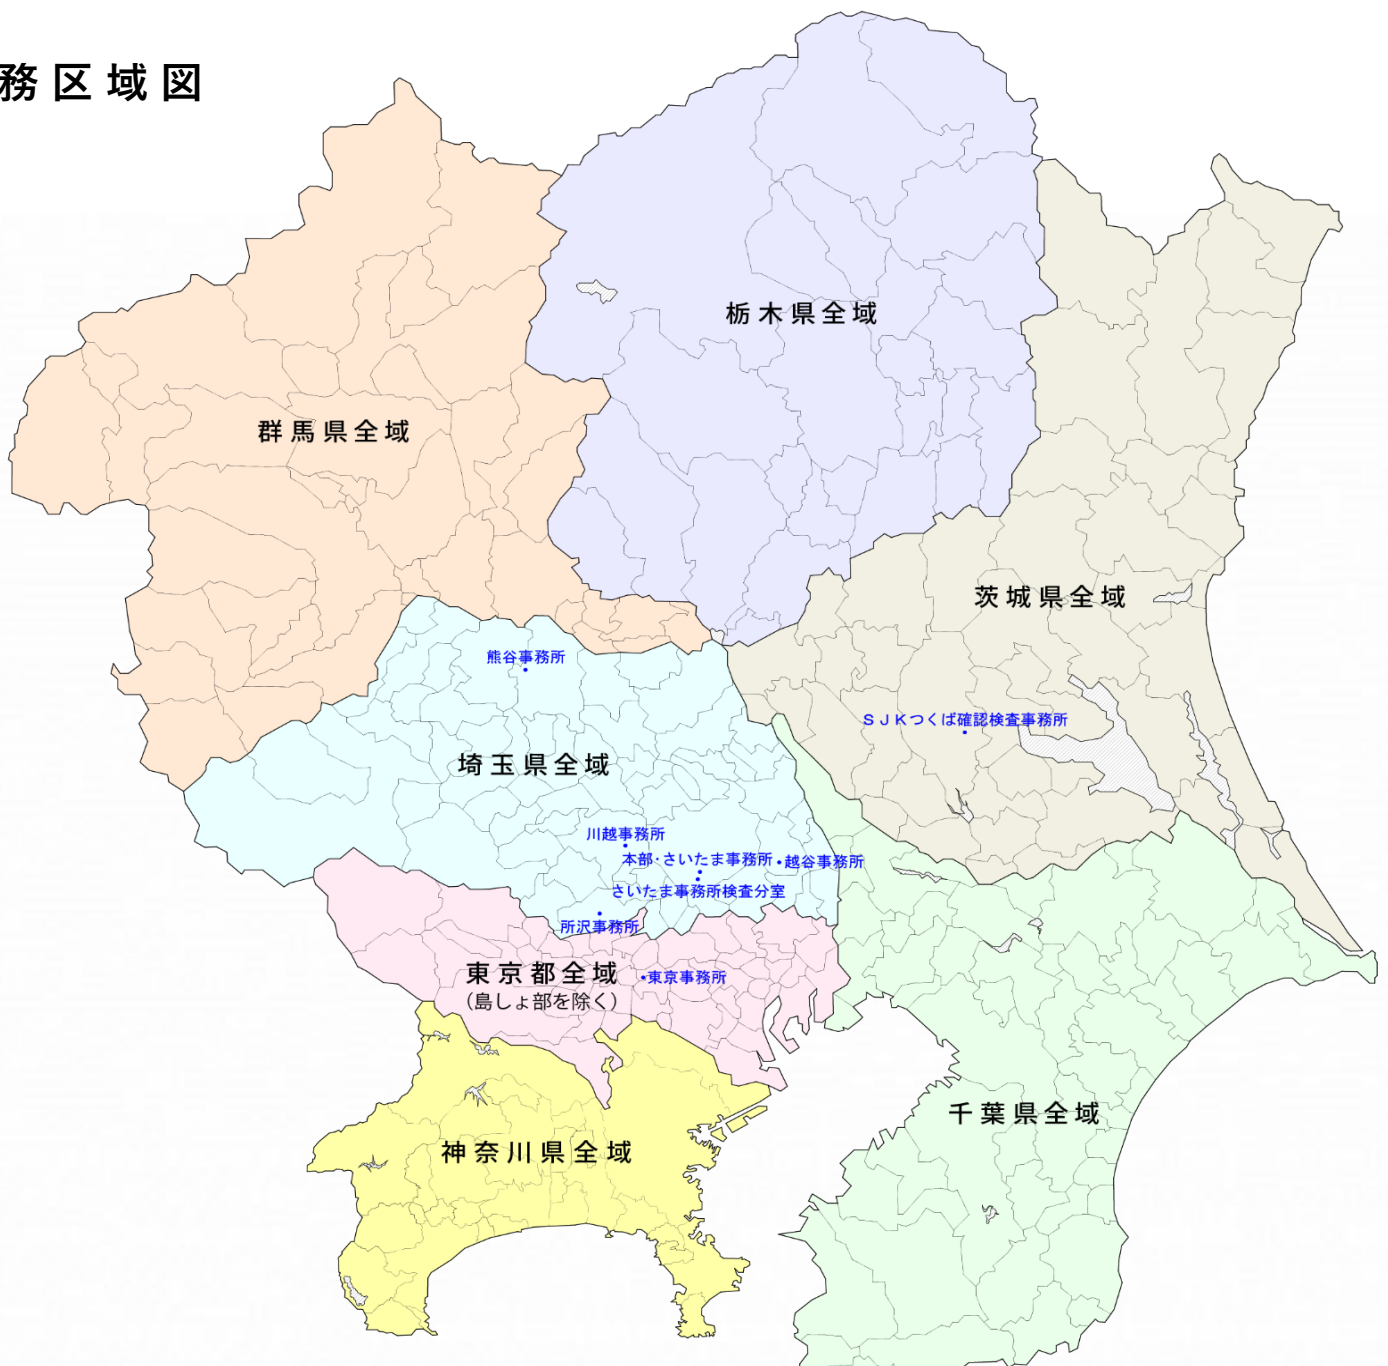 務区域図
栃木県全域
群馬県全域
茨城県全域
熊谷事務所
ＳＪＫつくば確認検査事務所
埼玉県全域
川越事務所
本部・さいたま事務所
越谷事務所
さいたま事務所検査分室
所沢事務所
東京都全域
（島しょ部を除く）
東京事務所
千葉県全域
神奈川県全域